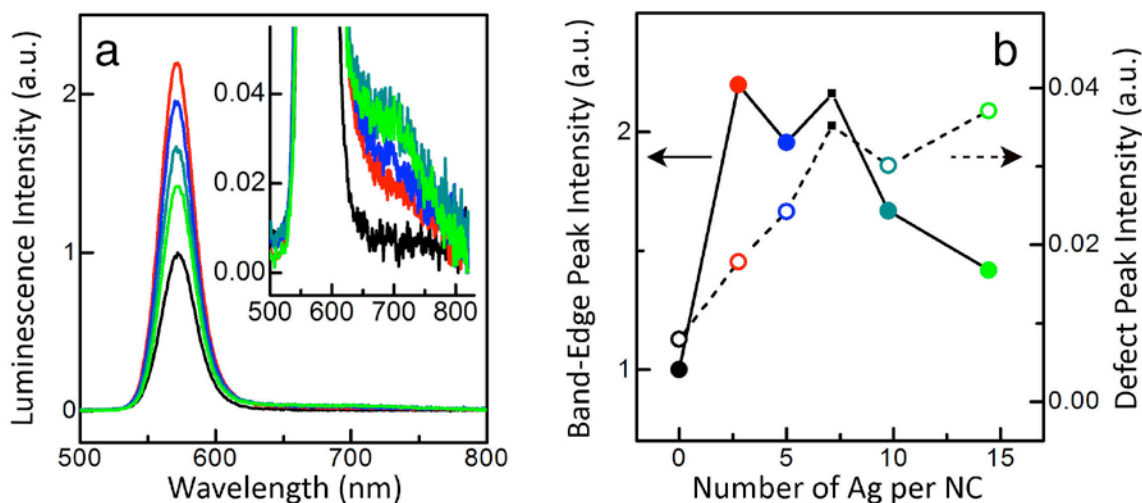 a
Luminescence Intensity (a.u.)
2
1
0
500
600
700
800
Wavelength (nm)
0.04
0.02
0.00
500 600 700 800
b
Band-Edge Peak Intensity (a.u.)
2
1
0
5
10
15
Number of Ag per NC
0.04
0.02
0.00
Defect Peak Intensity (a.u.)